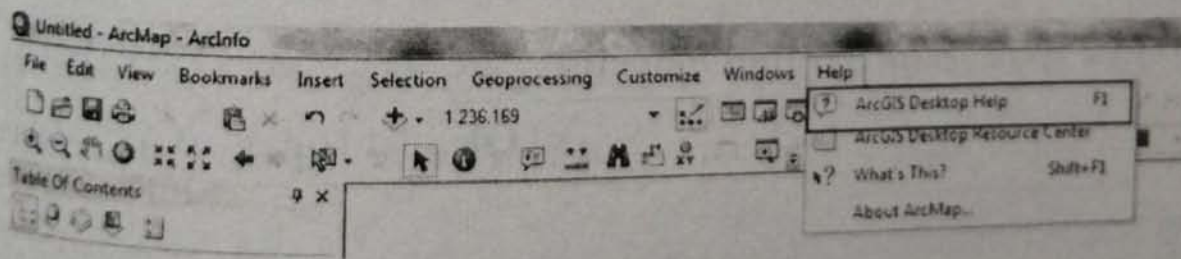 Untitled - ArcMap - ArcInfo
File Edit View Bookmarks Insert Selection Geoprocessing Customize Windows Help
1 236,169
ArcGIS Desktop Help F1
ArcGIS Desktop Resource Center
What's This? Shift+F1
About ArcMap...
Table Of Contents